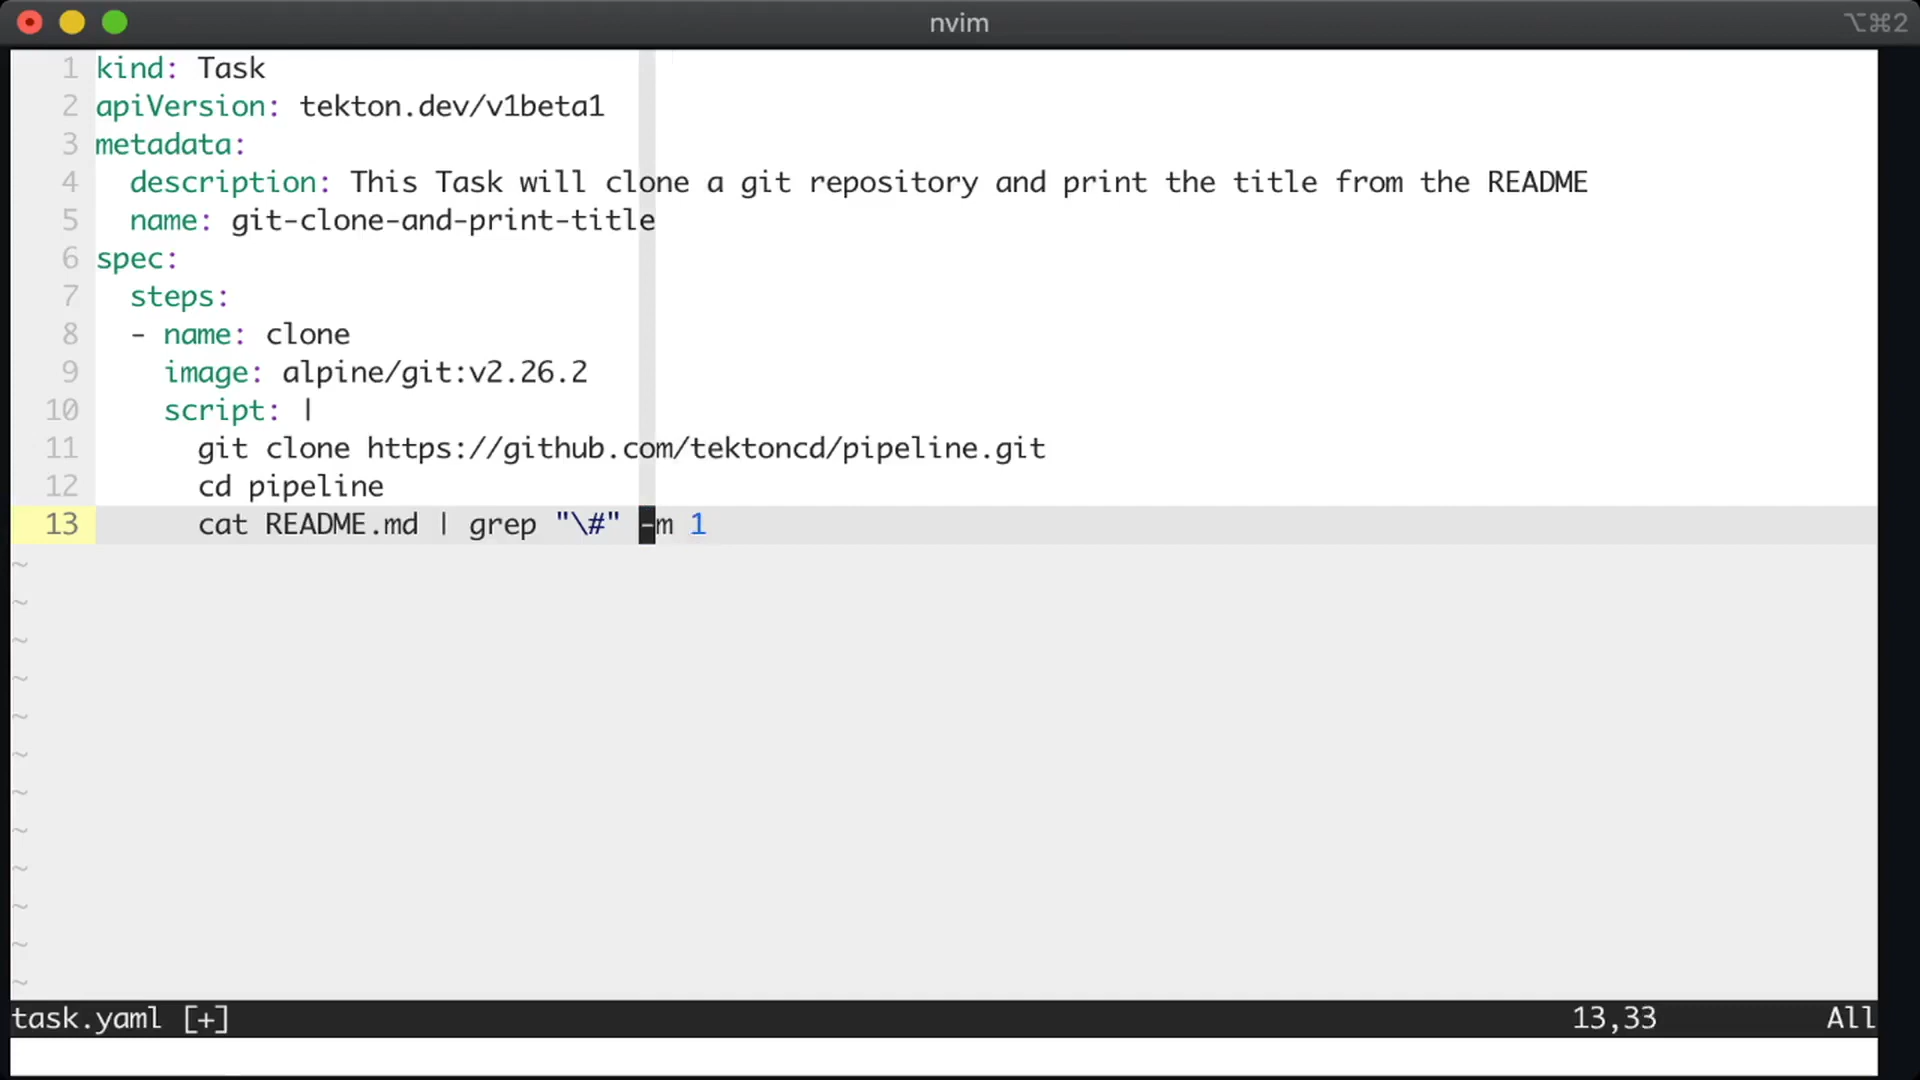 nvim
⌥⌘2
1 kind: Task
2 apiVersion: tekton.dev/v1beta1
3 metadata:
4   description: This Task will clone a git repository and print the title from the README
5   name: git-clone-and-print-title
6 spec:
7   steps:
8   - name: clone
9     image: alpine/git:v2.26.2
10     script: |
11       git clone https://github.com/tektoncd/pipeline.git
12       cd pipeline
13       cat README.md | grep "\#" -m 1
~
~
~
~
~
~
~
~
~
~
~
~
task.yaml [+] 13,33 All